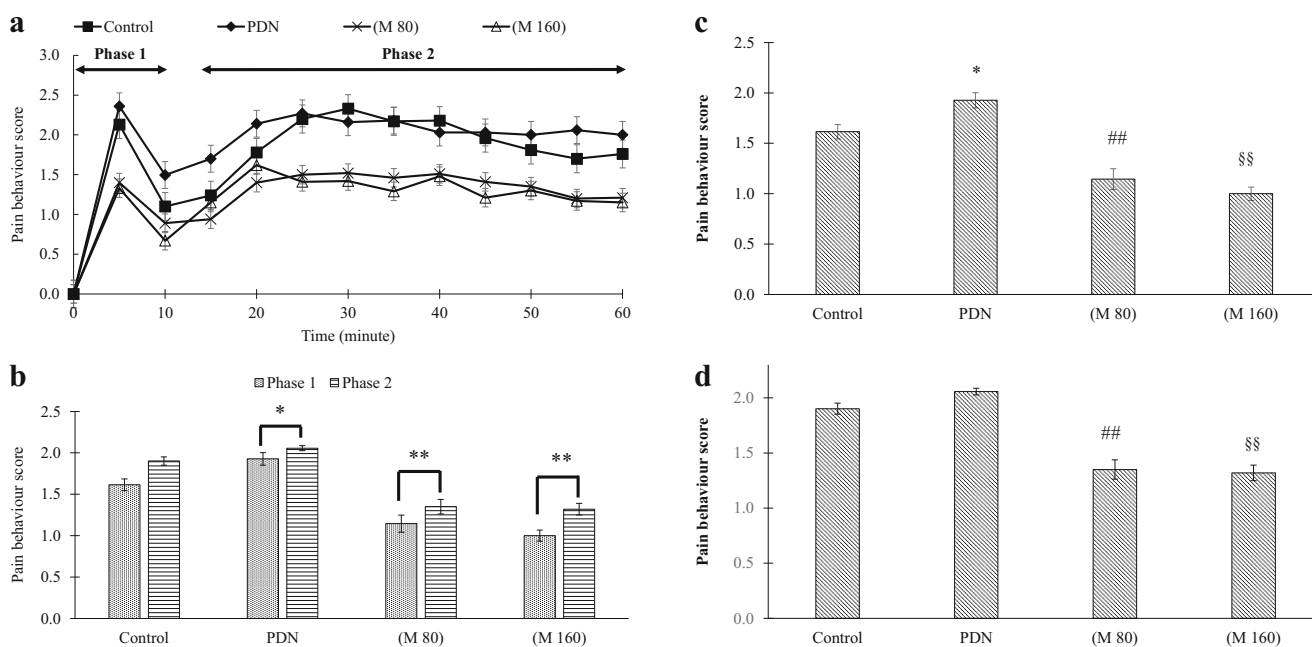 a
Control PDN (M 80) (M 160)
Phase 1 Phase 2
Pain behaviour score
3.0
2.5
2.0
1.5
1.0
0.5
0.0
0 10 20 30 40 50 60
Time (minute)
b
Phase 1 Phase 2
Pain behaviour score
2.5
2.0
1.5
1.0
0.5
0.0
* ** **
Control PDN (M 80) (M 160)
c
Pain behaviour score
2.5
2.0
1.5
1.0
0.5
0.0
* ## §§
Control PDN (M 80) (M 160)
d
Pain behaviour score
2.0
1.5
1.0
0.5
0.0
## §§
Control PDN (M 80) (M 160)